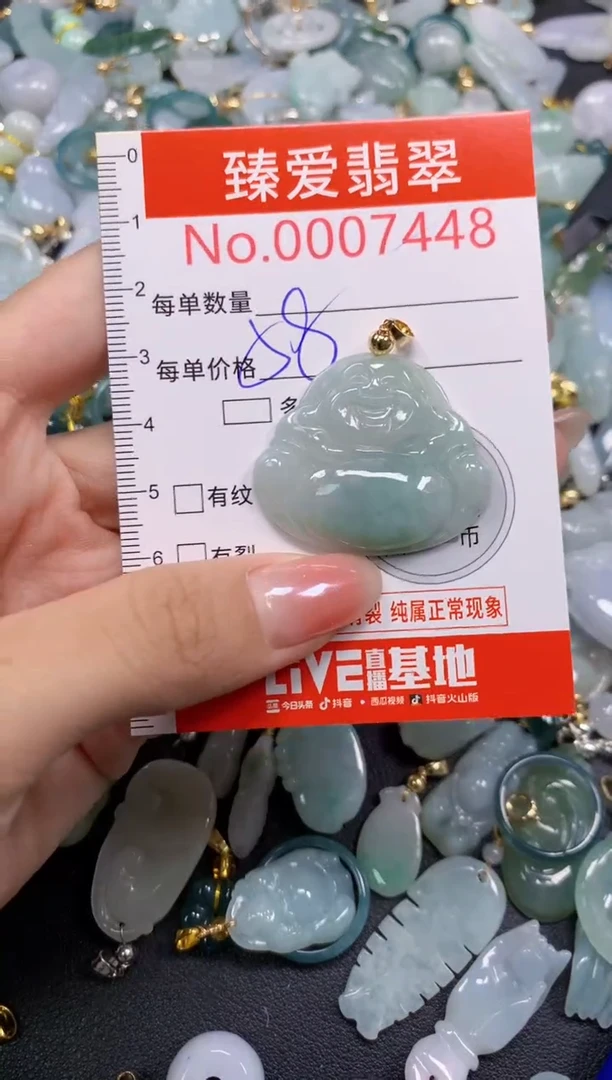 0
臻爱翡翠
1
No.0007448
2
每单数量
3
每单价格 58
多
4
5
有纹
币
6
有裂
裂 纯属正常现象
LIVE直播基地
今日头条 抖音 • 西瓜视频 抖音火山版